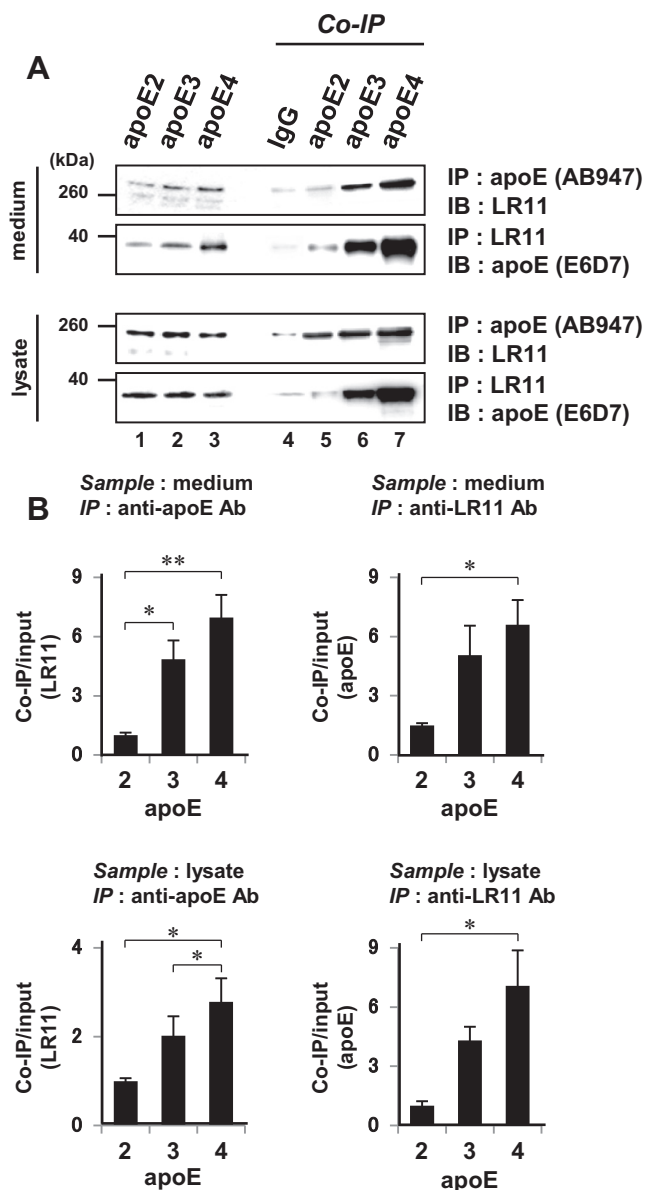 Co-IP
A
apoE2 apoE3 apoE4 IgG apoE2 apoE3 apoE4
(kDa)
medium
260
IP : apoE (AB947)
IB : LR11
40
IP : LR11
IB : apoE (E6D7)
lysate
260
IP : apoE (AB947)
IB : LR11
40
IP : LR11
IB : apoE (E6D7)
1 2 3 4 5 6 7
B
Sample : medium
IP : anti-apoE Ab
Co-IP/input
(LR11)
9
6
3
0
**
*
2 3 4
apoE
Sample : medium
IP : anti-LR11 Ab
Co-IP/input
(apoE)
9
6
3
0
*
2 3 4
apoE
Sample : lysate
IP : anti-apoE Ab
Co-IP/input
(LR11)
4
2
0
*
*
2 3 4
apoE
Sample : lysate
IP : anti-LR11 Ab
Co-IP/input
(apoE)
9
6
3
0
*
2 3 4
apoE